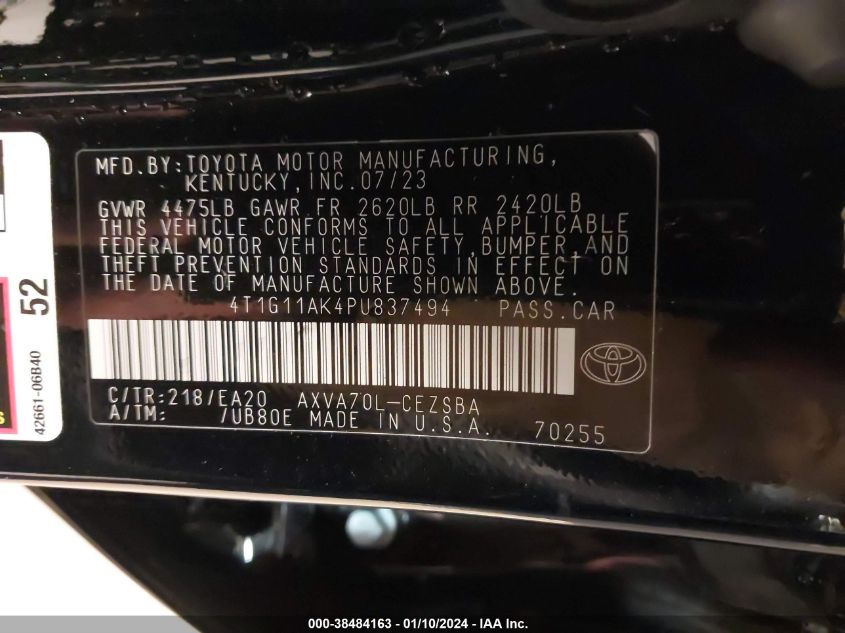 MFD.BY:TOYOTA MOTOR MANUFACTURING,
KENTUCKY,INC.07/23
GVWR 4475LB GAWR FR 2620LB RR 2420LB
THIS VEHICLE CONFORMS TO ALL APPLICABLE
FEDERAL MOTOR VEHICLE SAFETY,BUMPER,AND
THEFT PREVENTION STANDARDS IN EFFECT ON
THE DATE OF MANUFACTURE SHOWN ABOVE.
4T1G11AK4PU837494 PASS.CAR
C/TR:218/EA20 AXVA70L-CEZSBA
A/TM: /UB80E MADE IN U.S.A. 70255
52
42661-06B40
000-38484163 - 01/10/2024 - IAA Inc.